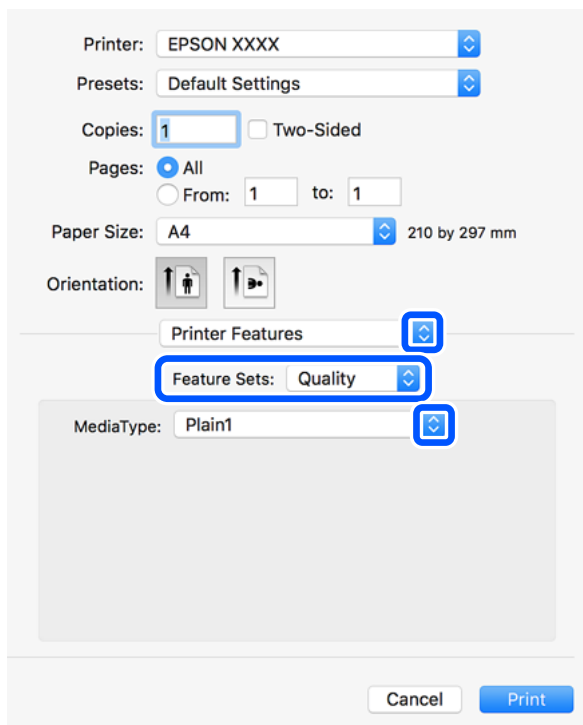 Printer: EPSON XXXX
Presets: Default Settings
Copies: 1 Two-Sided
Pages: All
From: 1 to: 1
Paper Size: A4 210 by 297 mm
Orientation:
Printer Features
Feature Sets: Quality
MediaType: Plain1
Cancel Print